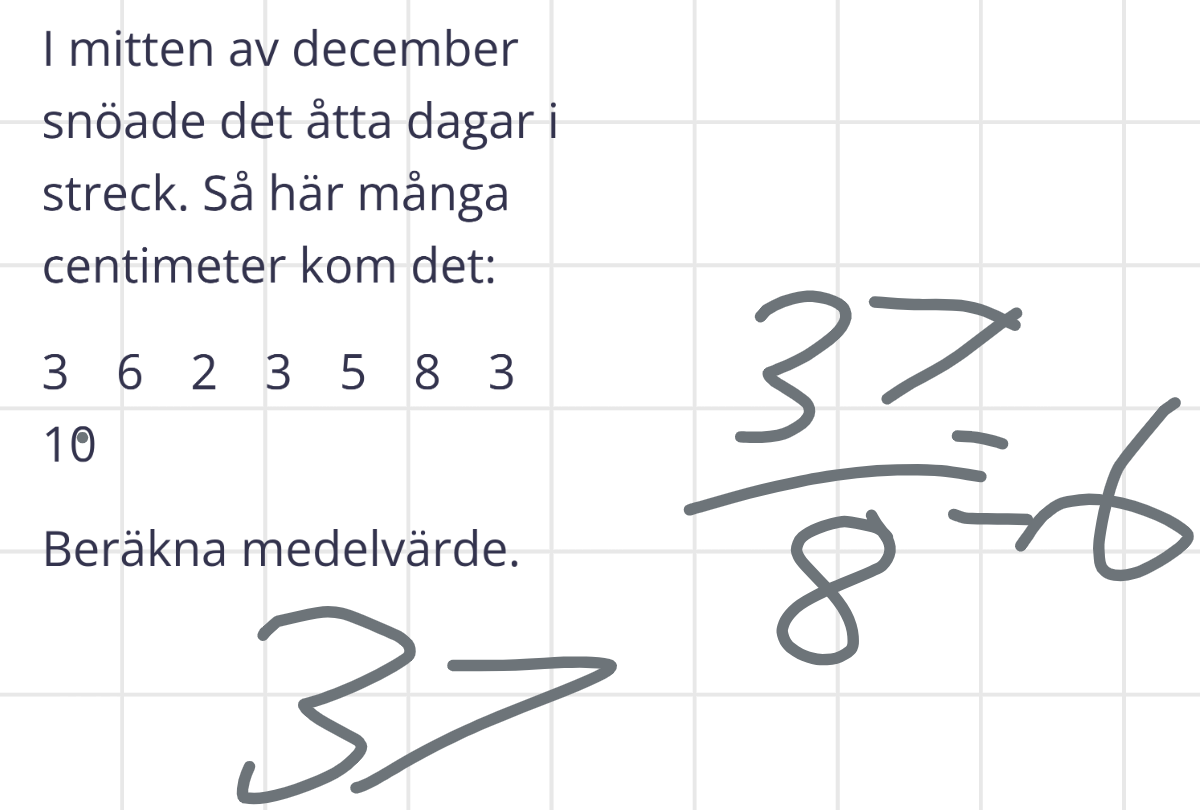 I mitten av december
snöade det åtta dagar i
streck. Så här många
centimeter kom det:
3 6 2 3 5 8 3
10
Beräkna medelvärde.
37
37
=
8
6